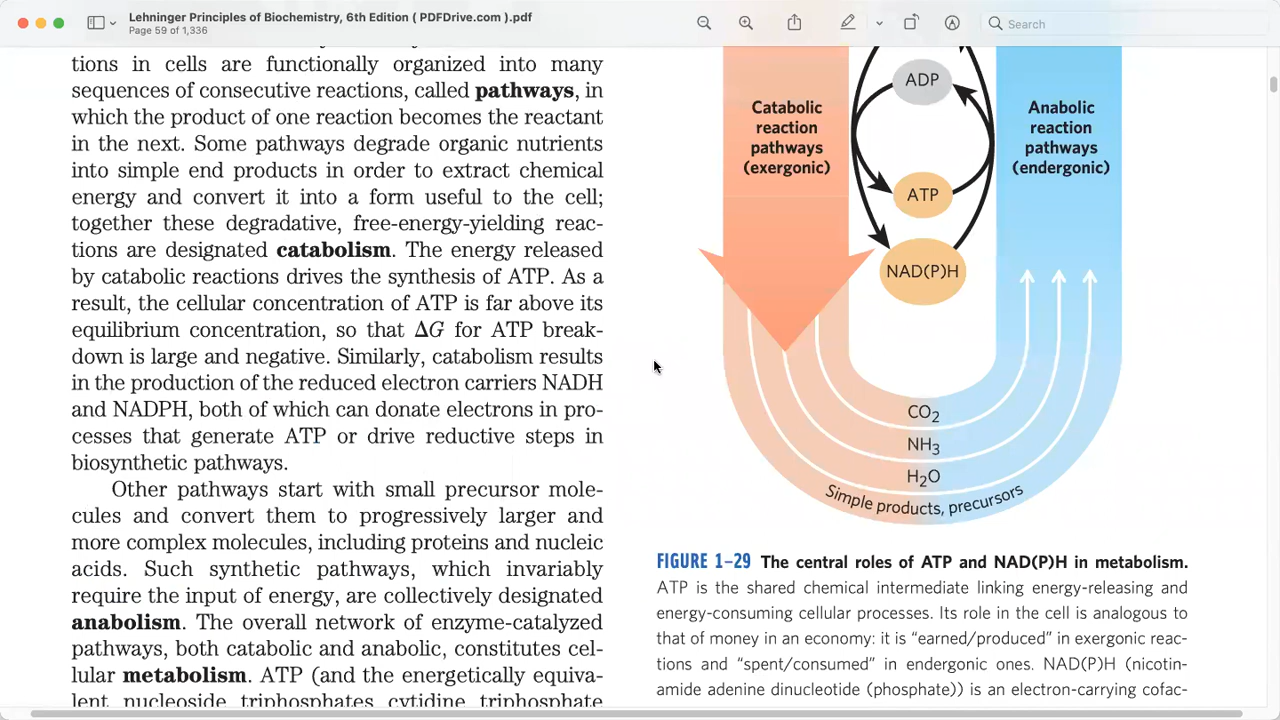 Lehninger Principles of Biochemistry, 6th Edition ( PDFDrive.com ).pdf
Page 59 of 1,336
Search
tions in cells are functionally organized into many
sequences of consecutive reactions, called pathways, in
which the product of one reaction becomes the reactant
in the next. Some pathways degrade organic nutrients
into simple end products in order to extract chemical
energy and convert it into a form useful to the cell;
together these degradative, free-energy-yielding reac-
tions are designated catabolism. The energy released
by catabolic reactions drives the synthesis of ATP. As a
result, the cellular concentration of ATP is far above its
equilibrium concentration, so that ΔG for ATP break-
down is large and negative. Similarly, catabolism results
in the production of the reduced electron carriers NADH
and NADPH, both of which can donate electrons in pro-
cesses that generate ATP or drive reductive steps in
biosynthetic pathways.
Other pathways start with small precursor mole-
cules and convert them to progressively larger and
more complex molecules, including proteins and nucleic
acids. Such synthetic pathways, which invariably
require the input of energy, are collectively designated
anabolism. The overall network of enzyme-catalyzed
pathways, both catabolic and anabolic, constitutes cel-
lular metabolism. ATP (and the energetically equiva-
lent nucleoside triphosphates cytidine triphosphate
Catabolic
reaction
pathways
(exergonic)
ADP
ATP
NAD(P)H
Anabolic
reaction
pathways
(endergonic)
CO₂
NH₃
H₂O
Simple products, precursors
FIGURE 1–29 The central roles of ATP and NAD(P)H in metabolism.
ATP is the shared chemical intermediate linking energy-releasing and
energy-consuming cellular processes. Its role in the cell is analogous to
that of money in an economy: it is “earned/produced” in exergonic reac-
tions and “spent/consumed” in endergonic ones. NAD(P)H (nicotin-
amide adenine dinucleotide (phosphate)) is an electron-carrying cofac-